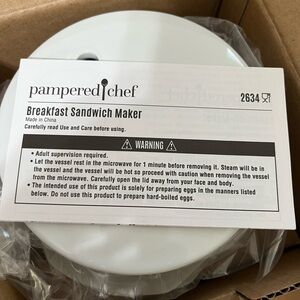 pampered chef
2634
Breakfast Sandwich Maker
Made in China
Carefully read Use and Care before using.
WARNING
• Adult supervision required.
• Let the vessel rest in the microwave for 1 minute before removing it. Steam will be in
the vessel and the vessel will be hot so proceed with caution when removing the vessel
from the microwave. Carefully open the lid away from your face and body.
• The intended use of this product is solely for preparing eggs in the manners listed
below. Do not use this product to prepare hard-boiled eggs.